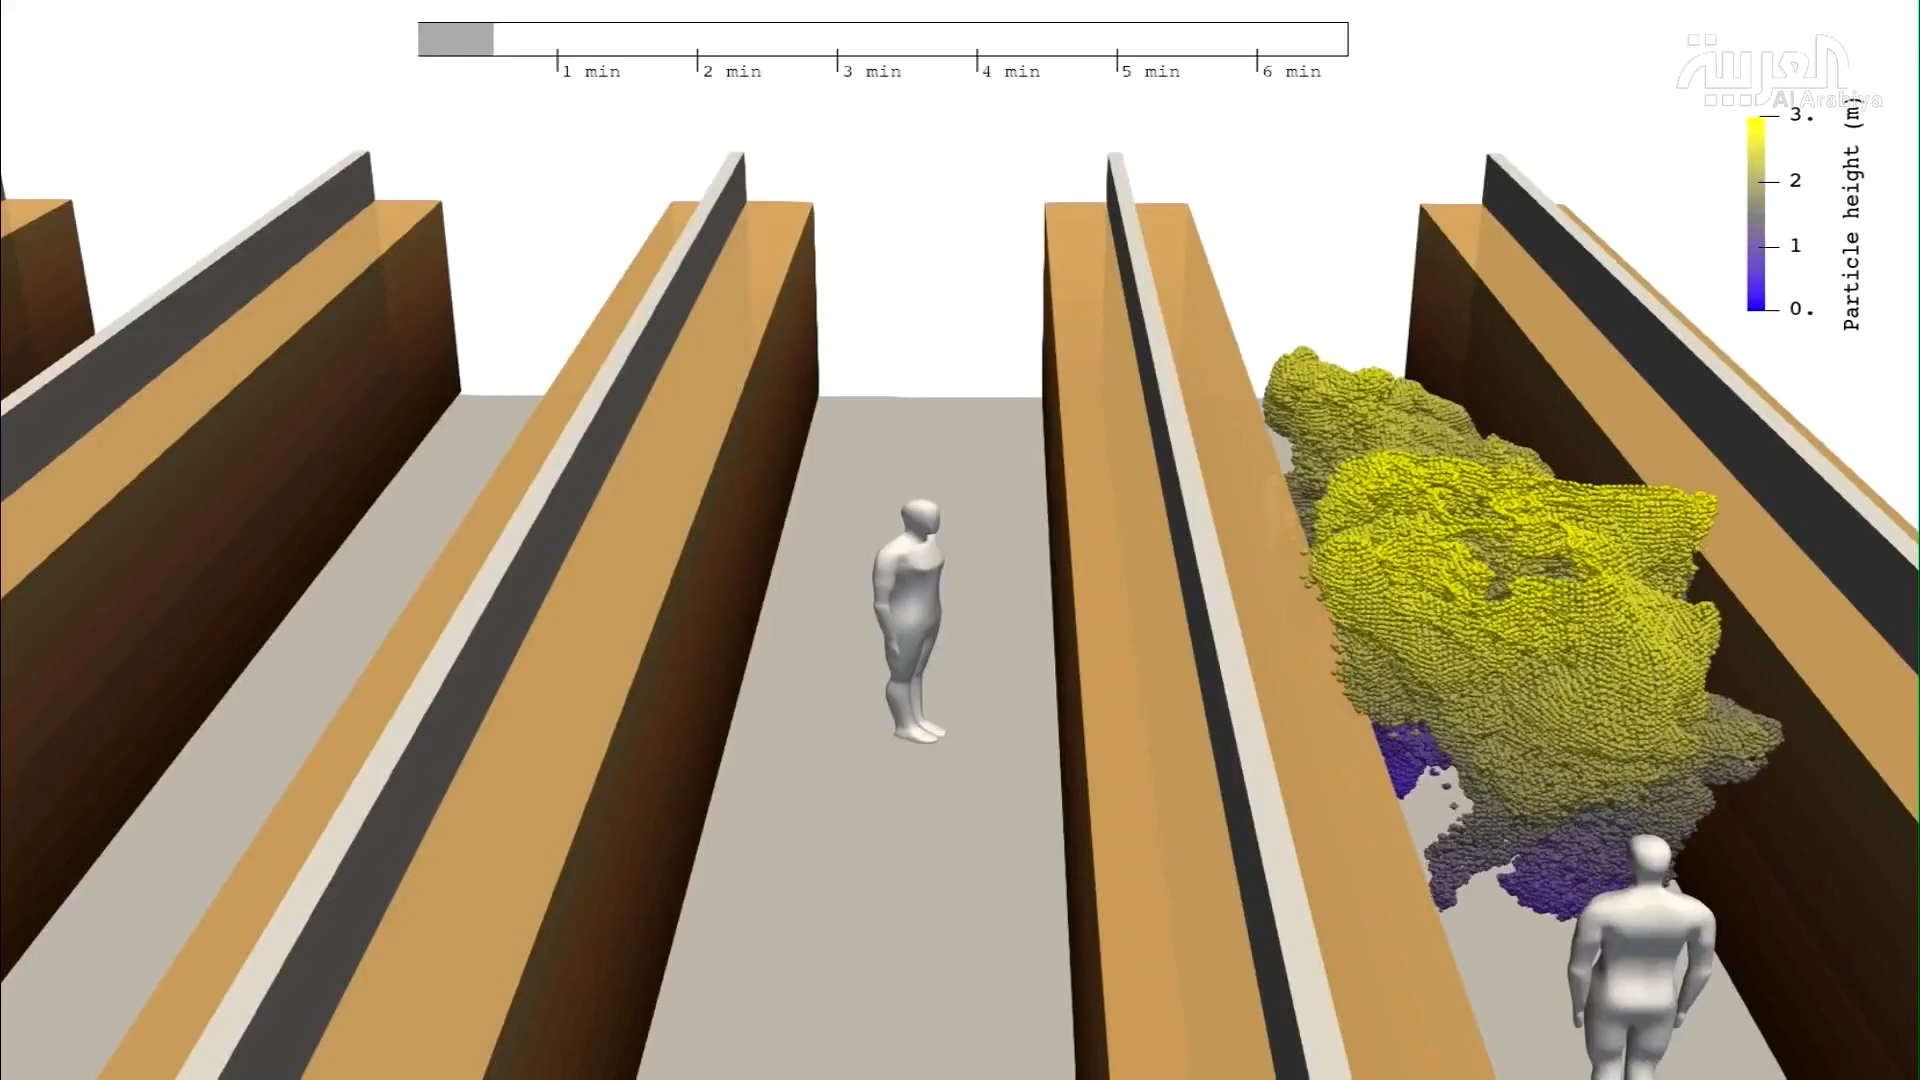 1 min
2 min
3 min
4 min
5 min
6 min
العربية
Al Arabiya
3.
2
1
0.
Particle height (m)